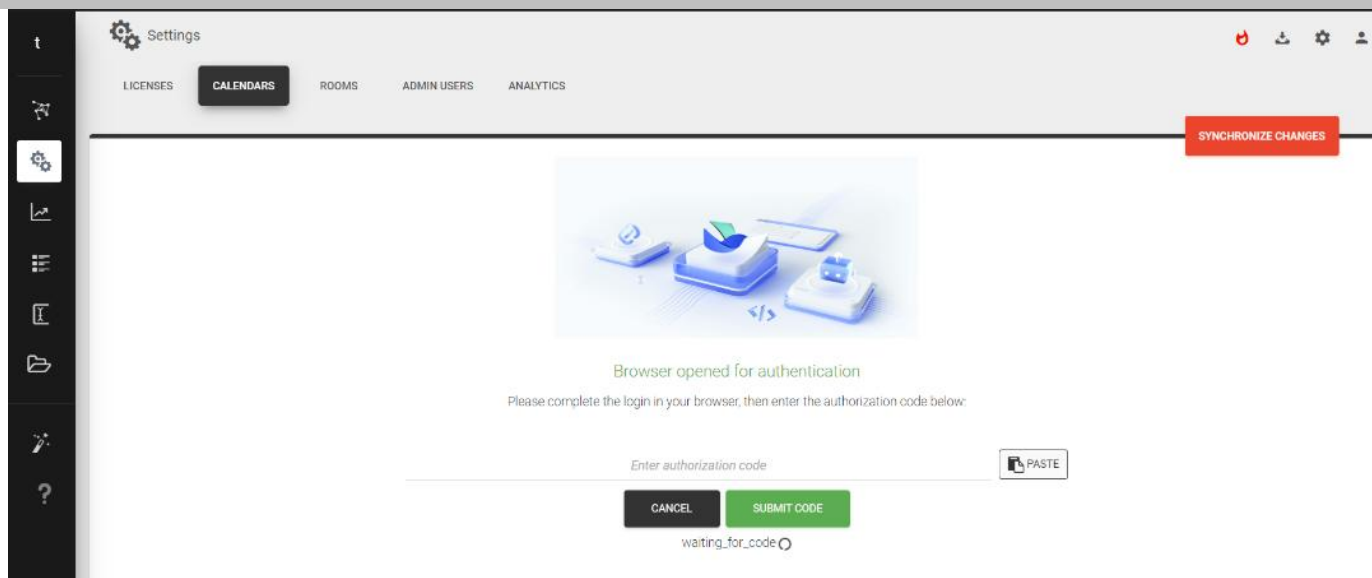 t
Settings
LICENSES CALENDARS ROOMS ADMIN USERS ANALYTICS
SYNCHRONIZE CHANGES
</>
Browser opened for authentication
Please complete the login in your browser, then enter the authorization code below:
Enter authorization code
PASTE
CANCEL SUBMIT CODE
waiting_for_code
?